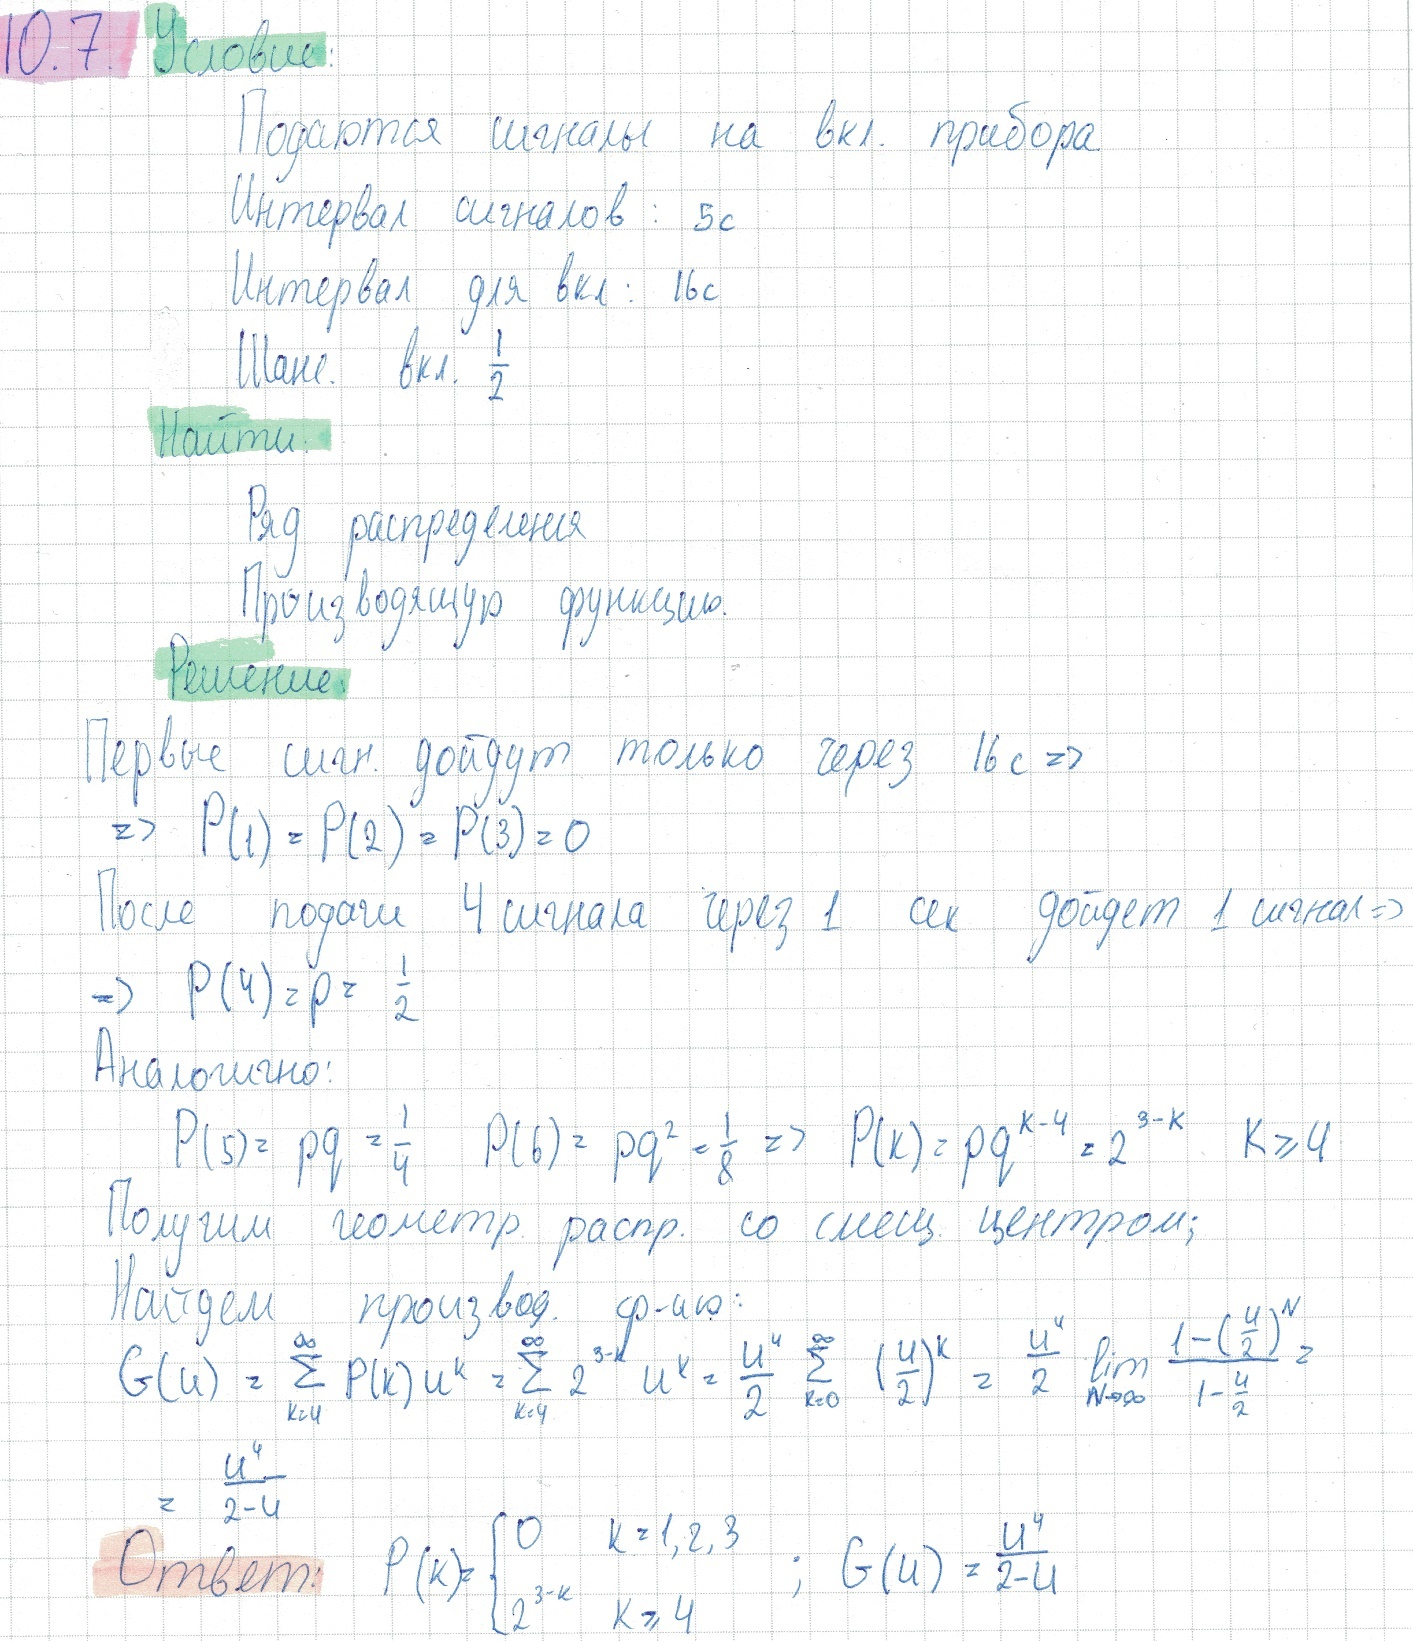 10.7. Условие:
Подаются сигналы на вкл. прибора
Интервал сигналов: 5с
Интервал для вкл: 16с
Шанс. вкл. 1/2
Найти:
Ряд распределения
Производящую функцию.
Решение:
Первые сигн. дойдут только через 16 с =>
=> P(1) = P(2) = P(3) = 0
После подачи 4 сигнала через 1 сек дойдет 1 сигнал =>
=> P(4) = p = 1/2
Аналогично:
P(5) = pq = 1/4 P(6) = pq² = 1/8 => P(k) = pq^{k-4} = 2^{3-k} k ≥ 4
Получим геометр. распр. со смещ. центром;
Найдем производ. ф-ию:
G(u) = ∑_{k=4}^{∞} P(k) u^k = ∑_{k=4}^{∞} 2^{3-k} u^k = u⁴/2 ∑_{k=0}^{∞} (u/2)^k = u⁴/2 lim_{N→∞} (1-(u/2)^N)/(1-u/2) =
= u⁴/(2-u)
Ответ: P(k) = { 0 k = 1, 2, 3 ; 2^{3-k} k ≥ 4 ; G(u) = u⁴/(2-u)